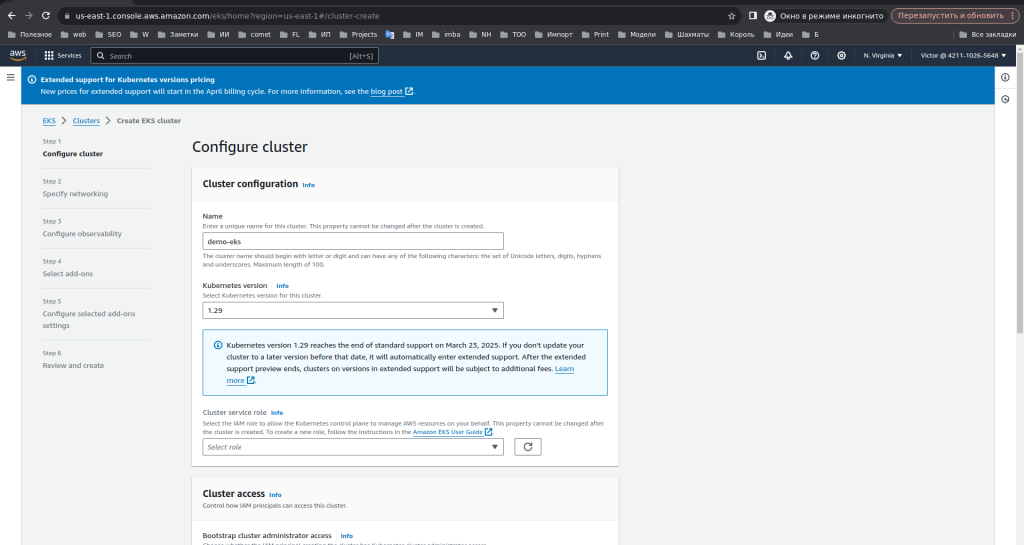 us-east-1.console.aws.amazon.com/eks/home?region=us-east-1#/cluster-create
Окно в режиме инкогнито
Перезапустить и обновить
Полезное web SEO W Заметки ИИ comet FL ИП Projects IM imba NH ТОО Импорт Print Модели Шахматы Король Идеи Б Все закладки
aws Services Search [Alt+S] N. Virginia Victor @ 4211-1026-5648
Extended support for Kubernetes versions pricing
New prices for extended support will start in the April billing cycle. For more information, see the blog post.
EKS Clusters Create EKS cluster
Step 1
Configure cluster
Step 2
Specify networking
Step 3
Configure observability
Step 4
Select add-ons
Step 5
Configure selected add-ons
settings
Step 6
Review and create
Configure cluster
Cluster configuration Info
Name
Enter a unique name for this cluster. This property cannot be changed after the cluster is created.
demo-eks
The cluster name should begin with letter or digit and can have any of the following characters: the set of Unicode letters, digits, hyphens
and underscores. Maximum length of 100.
Kubernetes version Info
Select Kubernetes version for this cluster.
1.29
Kubernetes version 1.29 reaches the end of standard support on March 23, 2025. If you don't update your
cluster to a later version before that date, it will automatically enter extended support. After the extended
support preview ends, clusters on versions in extended support will be subject to additional fees. Learn
more.
Cluster service role Info
Select the IAM role to allow the Kubernetes control plane to manage AWS resources on your behalf. This property cannot be changed after
the cluster is created. To create a new role, follow the instructions in the Amazon EKS User Guide.
Select role
Cluster access Info
Control how IAM principals can access this cluster.
Bootstrap cluster administrator access Info